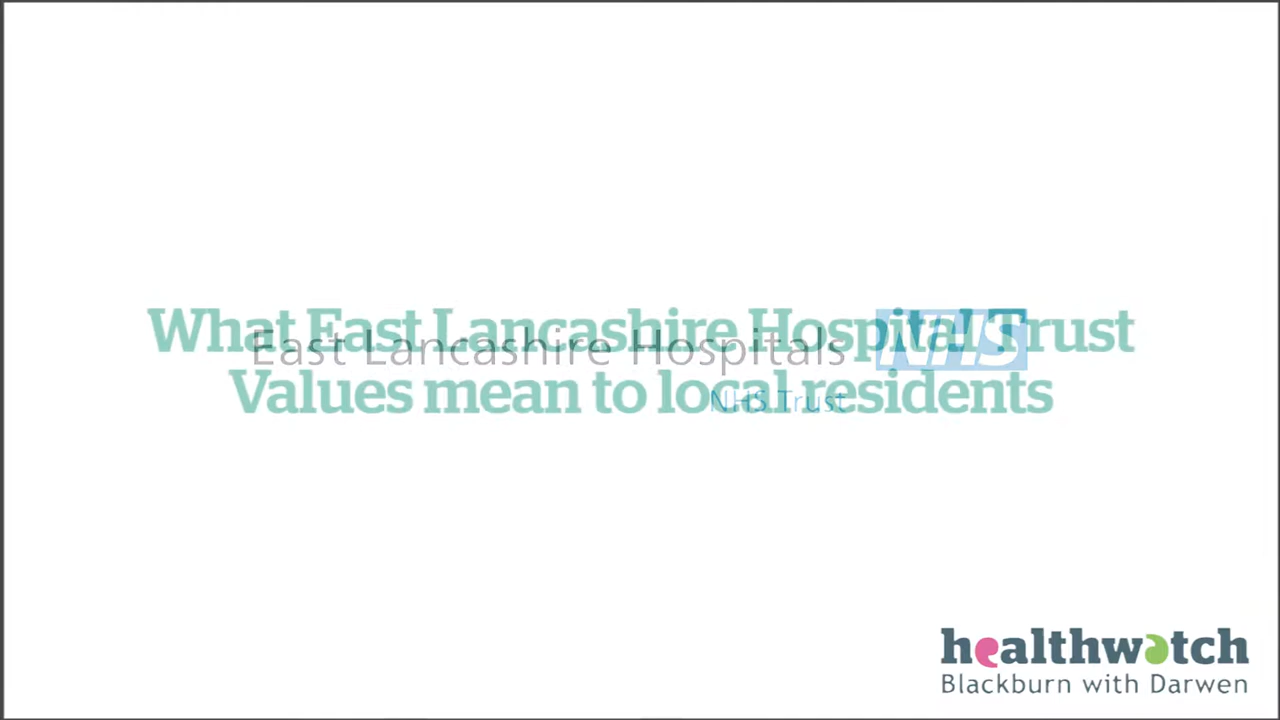 What East Lancashire Hospital Trust
Values mean to local residents
East Lancashire Hospitals NHS
NHS Trust
healthwatch
Blackburn with Darwen